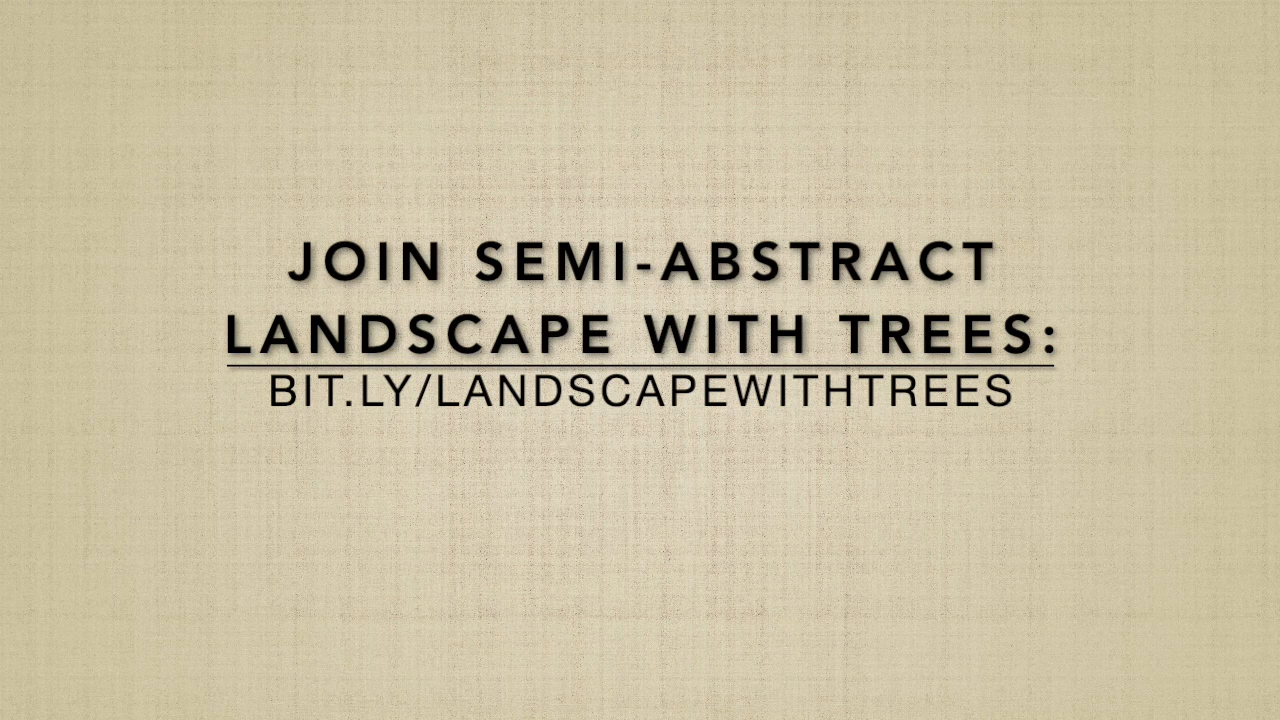 JOIN SEMI-ABSTRACT
LANDSCAPE WITH TREES:
BIT.LY/LANDSCAPEWITHTREES